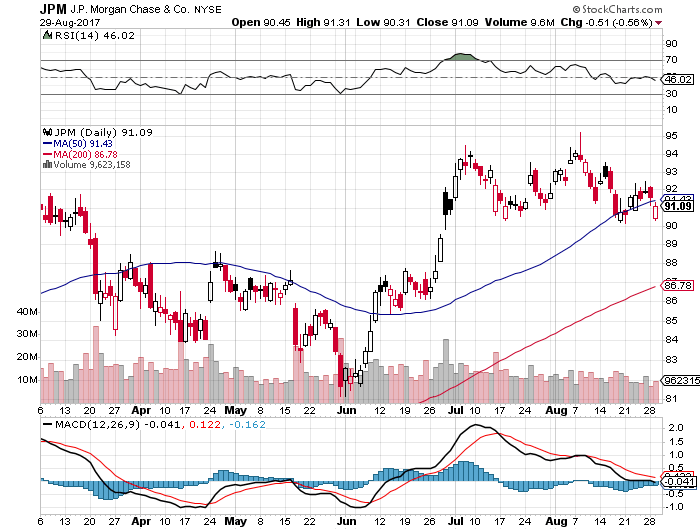 JPM J.P. Morgan Chase & Co. NYSE
© StockCharts.com
29-Aug-2017
Open 90.45 High 91.31 Low 90.31 Close 91.09 Volume 9.6M Chg -0.51 (-0.56%)
RSI(14) 46.02
90
70
46.02
30
10
JPM (Daily) 91.09
MA(50) 91.43
MA(200) 86.78
Volume 9,623,158
95
94
93
92
91.09
90
89
88
87
86.78
86
85
84
83
82
81
40M
30M
20M
10M
962315
6 13 20 27 Apr 10 17 24 May 8 15 22 Jun 12 19 26 Jul 10 17 24 Aug 7 14 21 28
MACD(12,26,9) -0.041, 0.122, -0.162
2.0
1.5
1.0
0.5
-0.041
-0.5
-1.0
6 13 20 27 Apr 10 17 24 May 8 15 22 Jun 12 19 26 Jul 10 17 24 Aug 7 14 21 28